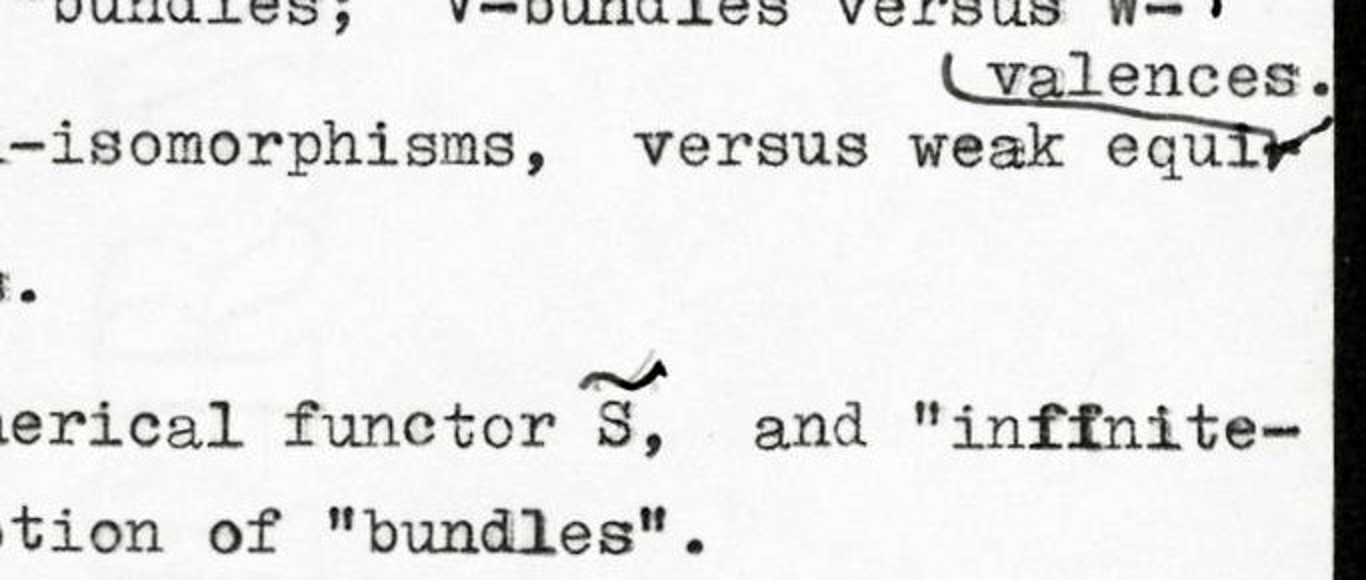 "bundles; V-bundles versus W-
valences.
-isomorphisms, versus weak equi-
.
erical functor S̃, and "inffnite-
tion of "bundles".